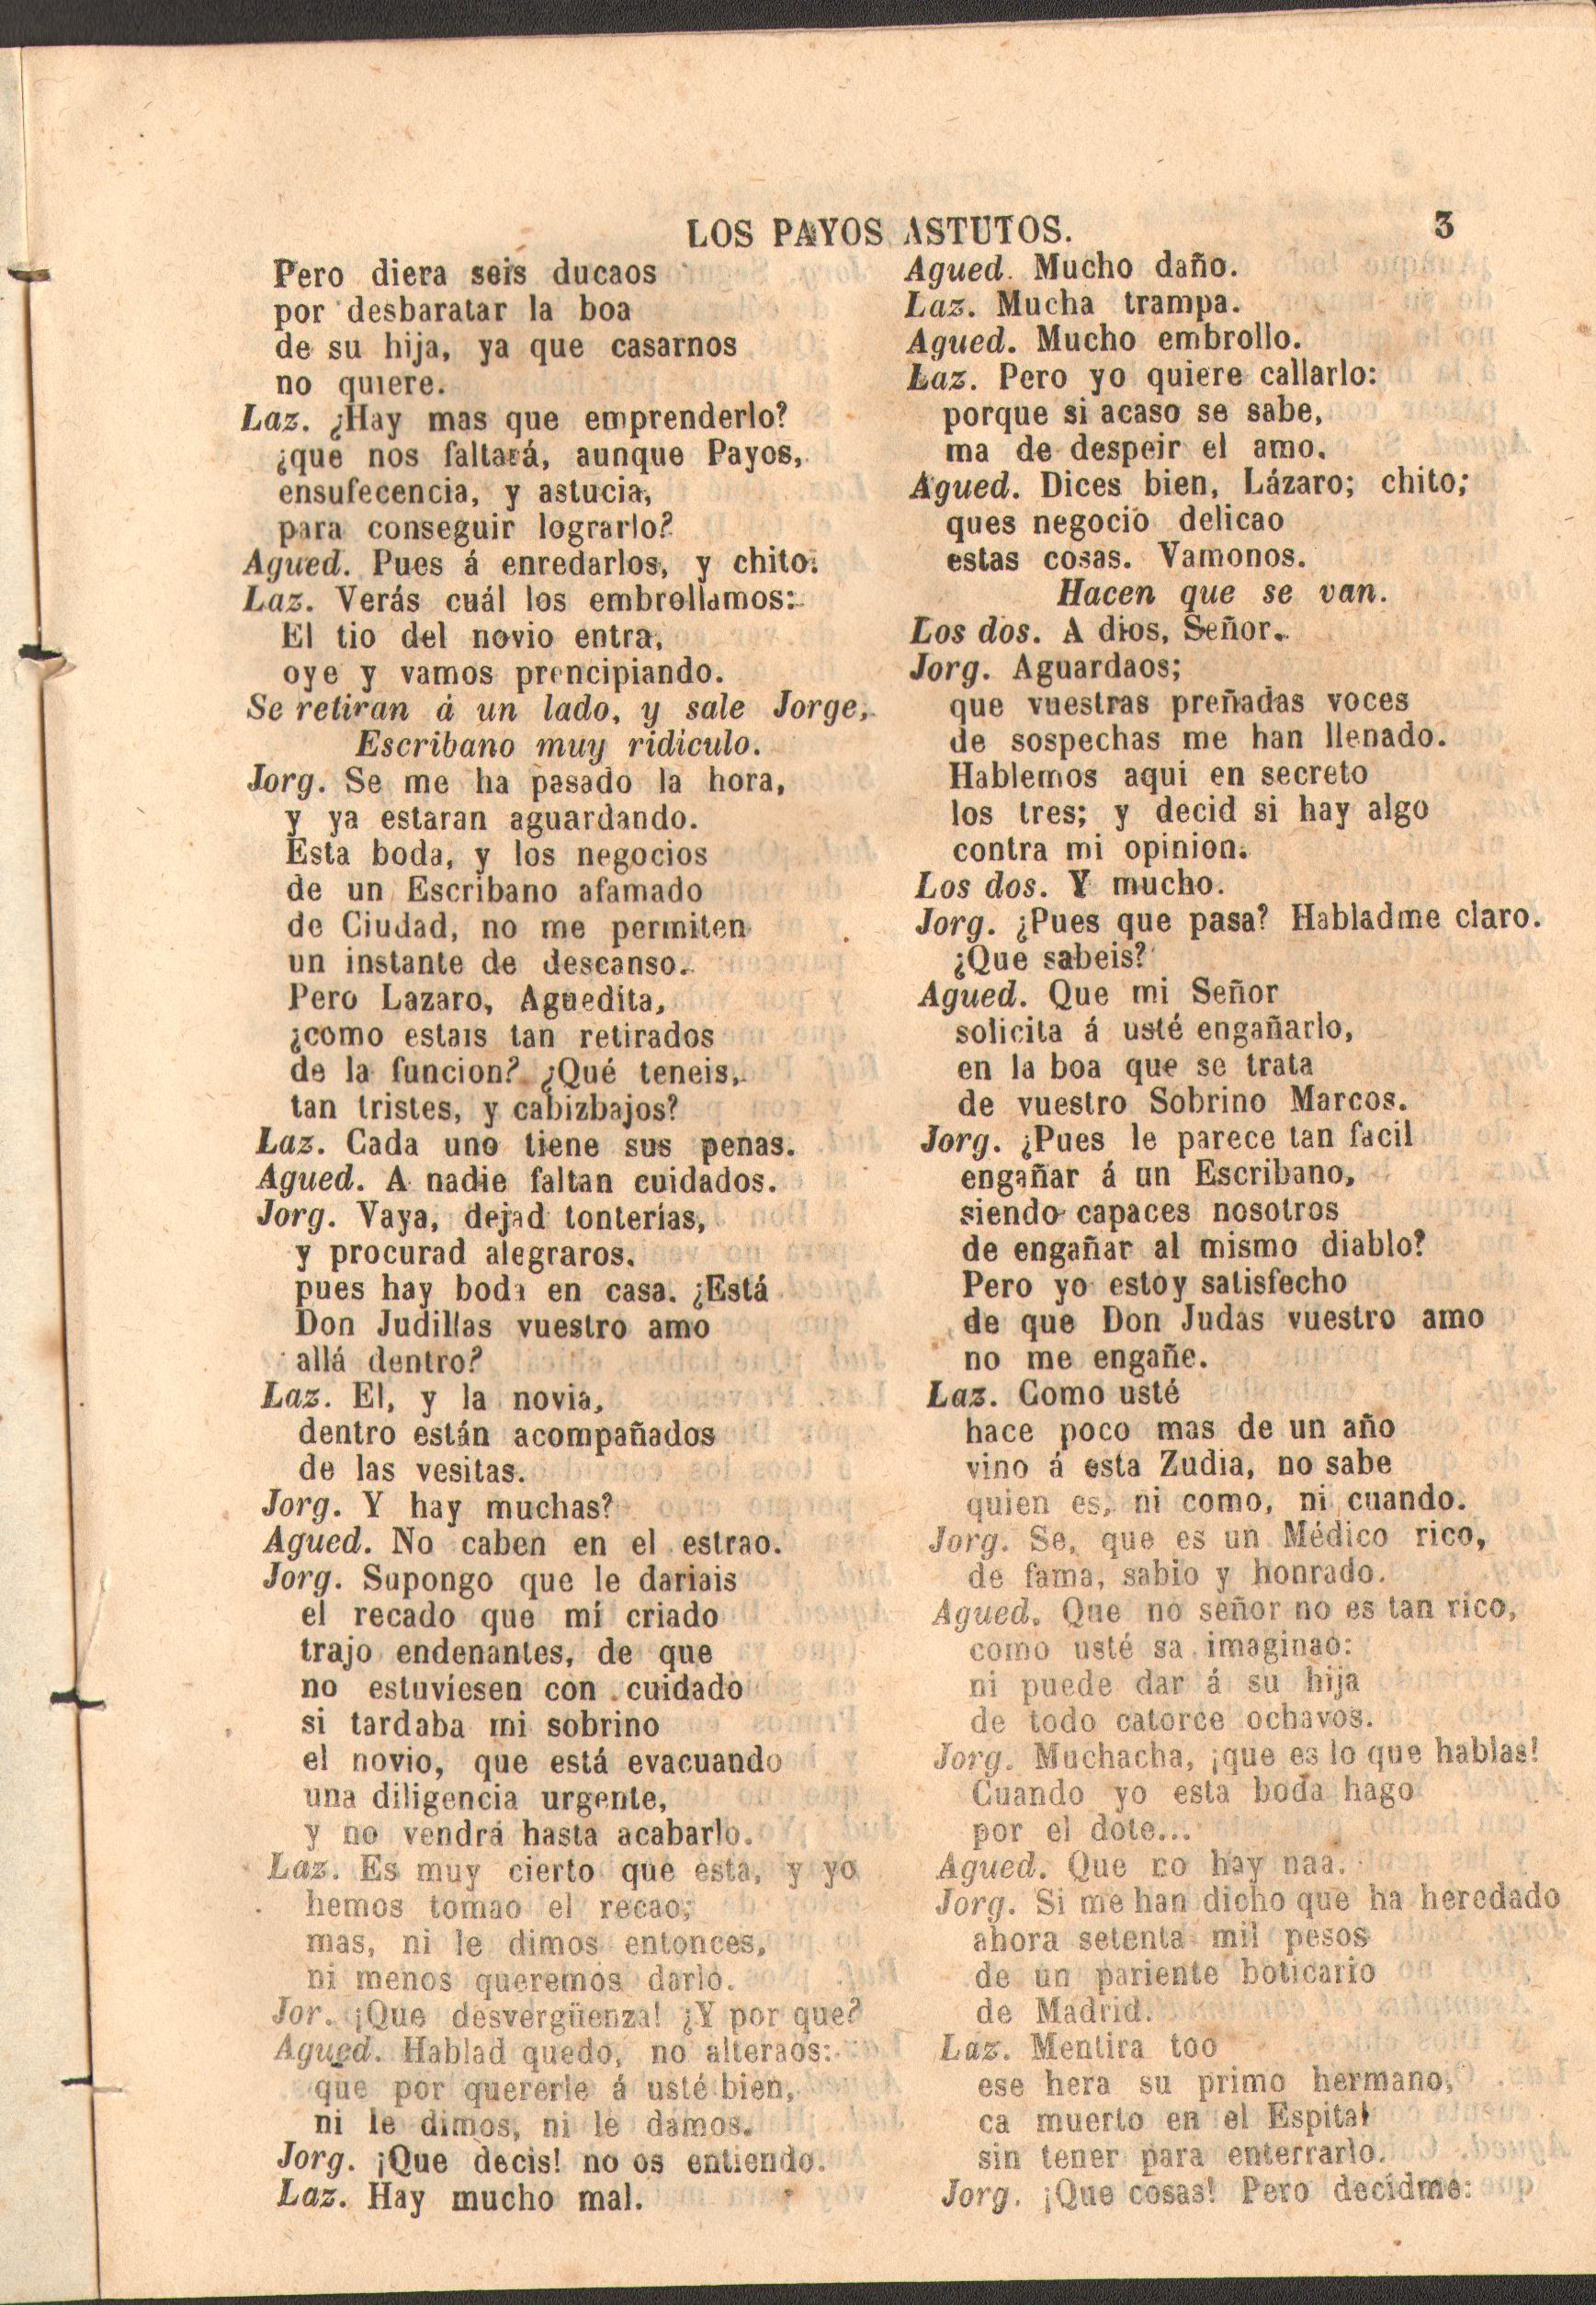 LOS PAYOS ASTUTOS. 3
Pero diera seis ducaos
por desbaratar la boa
de su hija, ya que casarnos
no quiere.
Laz. ¿Hay mas que emprenderlo?
¿que nos faltará, aunque Payos,
ensufecencia, y astucia,
para conseguir lograrlo?
Agued. Pues á enredarlos, y chito.
Laz. Verás cuál los embrollamos:
El tio del novio entra,
oye y vamos prencipiando.
Se retiran á un lado, y sale Jorge,
Escribano muy ridículo.
Jorg. Se me ha pasado la hora,
y ya estaran aguardando.
Esta boda, y los negocios
de un Escribano afamado
de Ciudad, no me permiten
un instante de descanso.
Pero Lazaro, Aguedita,
¿como estais tan retirados
de la funcion? ¿Qué teneis,
tan tristes, y cabizbajos?
Laz. Cada uno tiene sus penas.
Agued. A nadie faltan cuidados.
Jorg. Vaya, dejad tonterías,
y procurad alegraros.
pues hay boda en casa. ¿Está
Don Judillas vuestro amo
allá dentro?
Laz. El, y la novia,
dentro están acompañados
de las vesitas.
Jorg. Y hay muchas?
Agued. No caben en el estrao.
Jorg. Supongo que le dariais
el recado que mí criado
trajo endenantes, de que
no estuviesen con cuidado
si tardaba mi sobrino
el novio, que está evacuando
una diligencia urgente,
y no vendrá hasta acabarlo.
Laz. Es muy cierto que esta, y yo
hemos tomao el recao;
mas, ni le dimos entonces,
ni menos queremos darlo.
Jor. ¡Que desvergüenza! ¿Y por que?
Agued. Hablad quedo, no alteraos:
que por quererle á usté bien,
ni le dimos, ni le damos.
Jorg. ¡Que decis! no os entiendo.
Laz. Hay mucho mal.
Agued. Mucho daño.
Laz. Mucha trampa.
Agued. Mucho embrollo.
Laz. Pero yo quiere callarlo:
porque si acaso se sabe,
ma de despeir el amo.
Agued. Dices bien, Lázaro; chito;
ques negocio delicao
estas cosas. Vamonos.
Hacen que se van.
Los dos. A dios, Señor.
Jorg. Aguardaos;
que vuestras preñadas voces
de sospechas me han llenado.
Hablemos aqui en secreto
los tres; y decid si hay algo
contra mi opinion.
Los dos. Y mucho.
Jorg. ¿Pues que pasa? Habladme claro.
¿Que sabeis?
Agued. Que mi Señor
solicita á usté engañarlo,
en la boa que se trata
de vuestro Sobrino Marcos.
Jorg. ¿Pues le parece tan facil
engañar á un Escribano,
siendo capaces nosotros
de engañar al mismo diablo?
Pero yo estoy satisfecho
de que Don Judas vuestro amo
no me engañe.
Laz. Como usté
hace poco mas de un año
vino á esta Zudia, no sabe
quien es, ni como, ni cuando.
Jorg. Se, que es un Médico rico,
de fama, sabio y honrado.
Agued. Que no señor no es tan rico,
como usté sa imaginao:
ni puede dar á su hija
de todo catorce ochavos.
Jorg. Muchacha, ¡que es lo que hablas!
Cuando yo esta boda hago
por el dote...
Agued. Que no hay naa.
Jorg. Si me han dicho que ha heredado
ahora setenta mil pesos
de un pariente boticario
de Madrid.
Laz. Mentira too
ese hera su primo hermano,
ca muerto en el Espital
sin tener para enterrarlo.
Jorg. ¡Que cosas! Pero decidme: